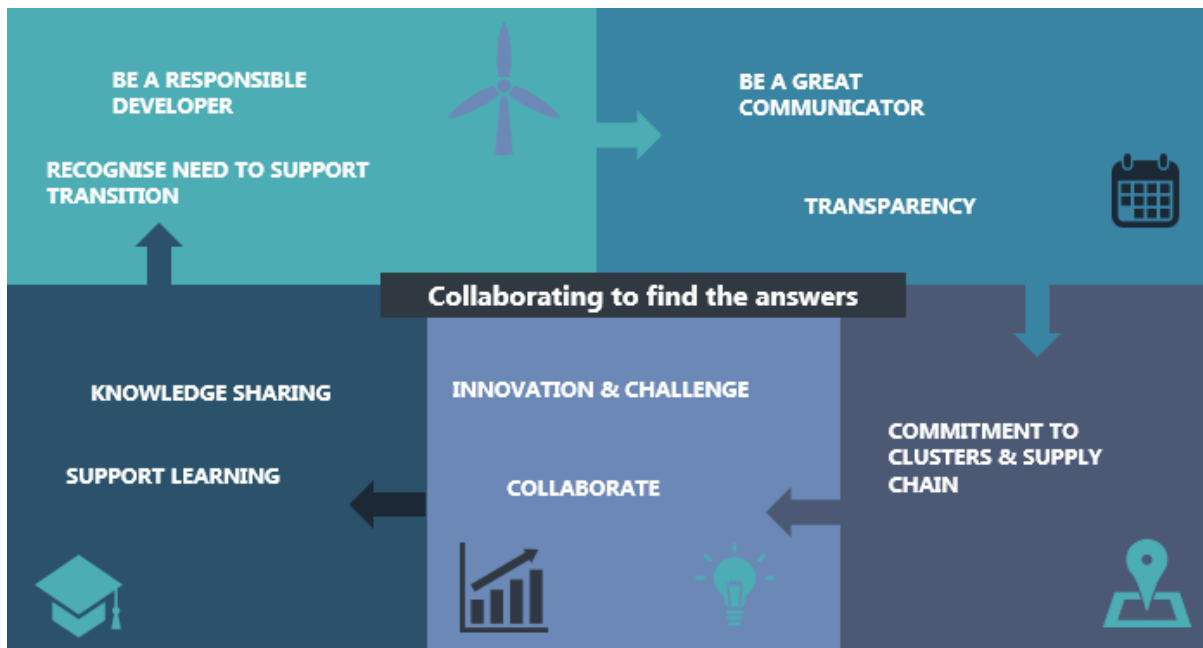 BE A RESPONSIBLE
DEVELOPER
RECOGNISE NEED TO SUPPORT
TRANSITION
BE A GREAT
COMMUNICATOR
TRANSPARENCY
Collaborating to find the answers
KNOWLEDGE SHARING
SUPPORT LEARNING
INNOVATION & CHALLENGE
COLLABORATE
COMMITMENT TO
CLUSTERS & SUPPLY
CHAIN